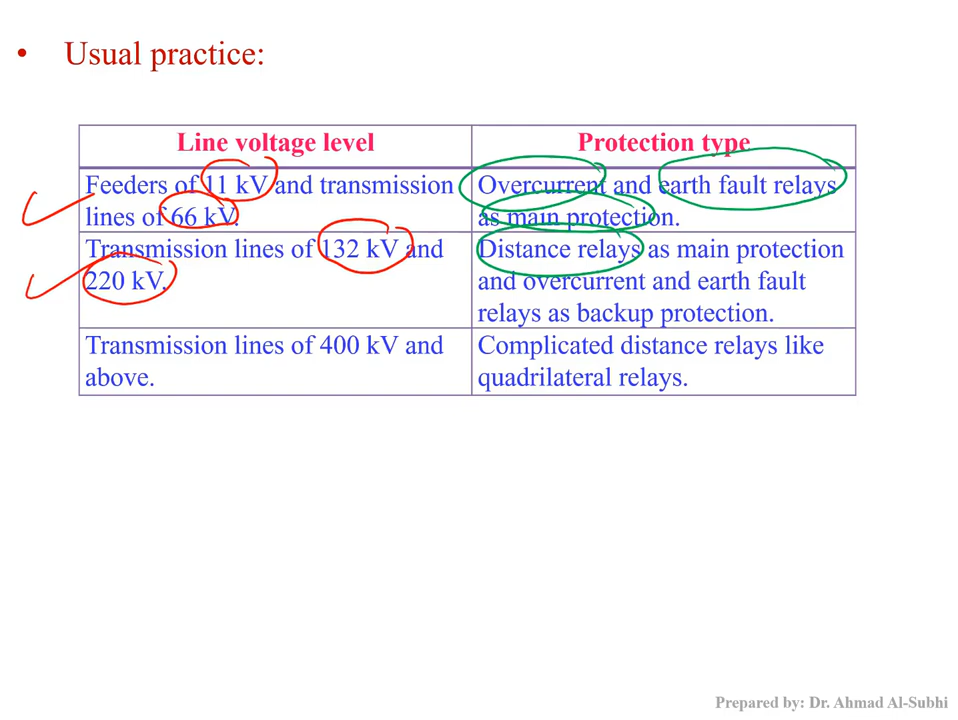 • Usual practice:
Line voltage level
Protection type
Feeders of 11 kV and transmission
lines of 66 kV.
Overcurrent and earth fault relays
as main protection.
Transmission lines of 132 kV and
220 kV.
Distance relays as main protection
and overcurrent and earth fault
relays as backup protection.
Transmission lines of 400 kV and
above.
Complicated distance relays like
quadrilateral relays.
Prepared by: Dr. Ahmad Al-Subhi